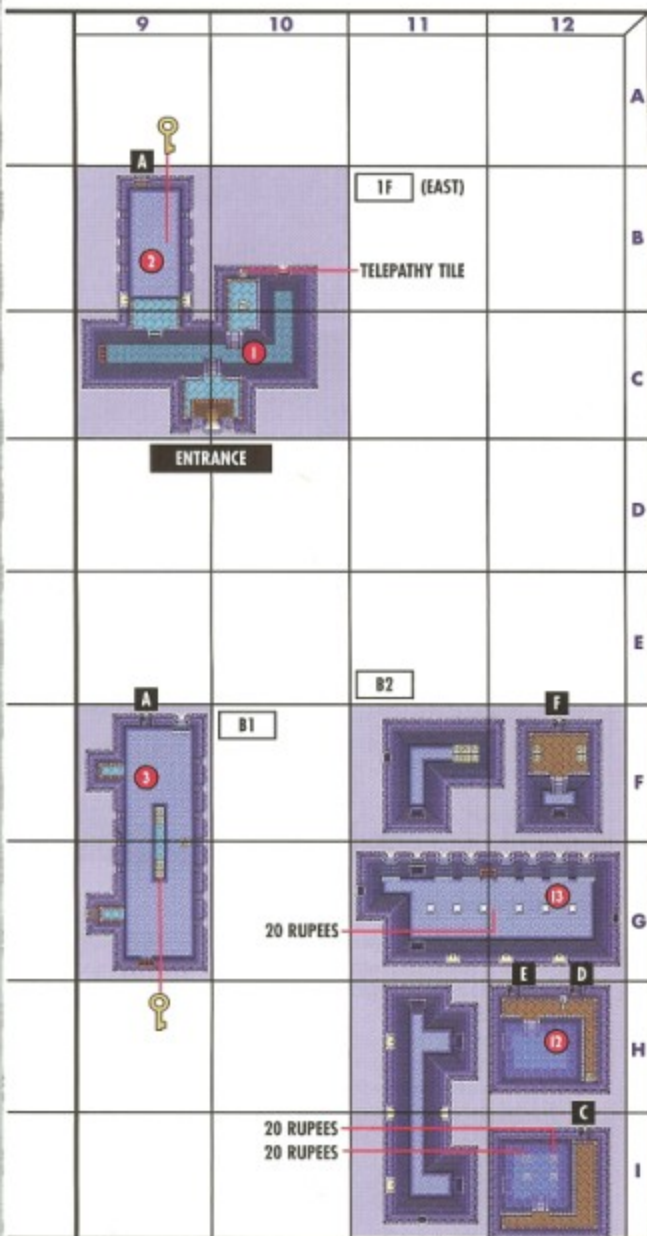 9 10 11 12
A
A
1F (EAST)
B
2
TELEPATHY TILE
1
C
ENTRANCE
D
E
B2
A
F
B1
3
F
13
20 RUPEES
G
E D
12
H
C
20 RUPEES
20 RUPEES
I